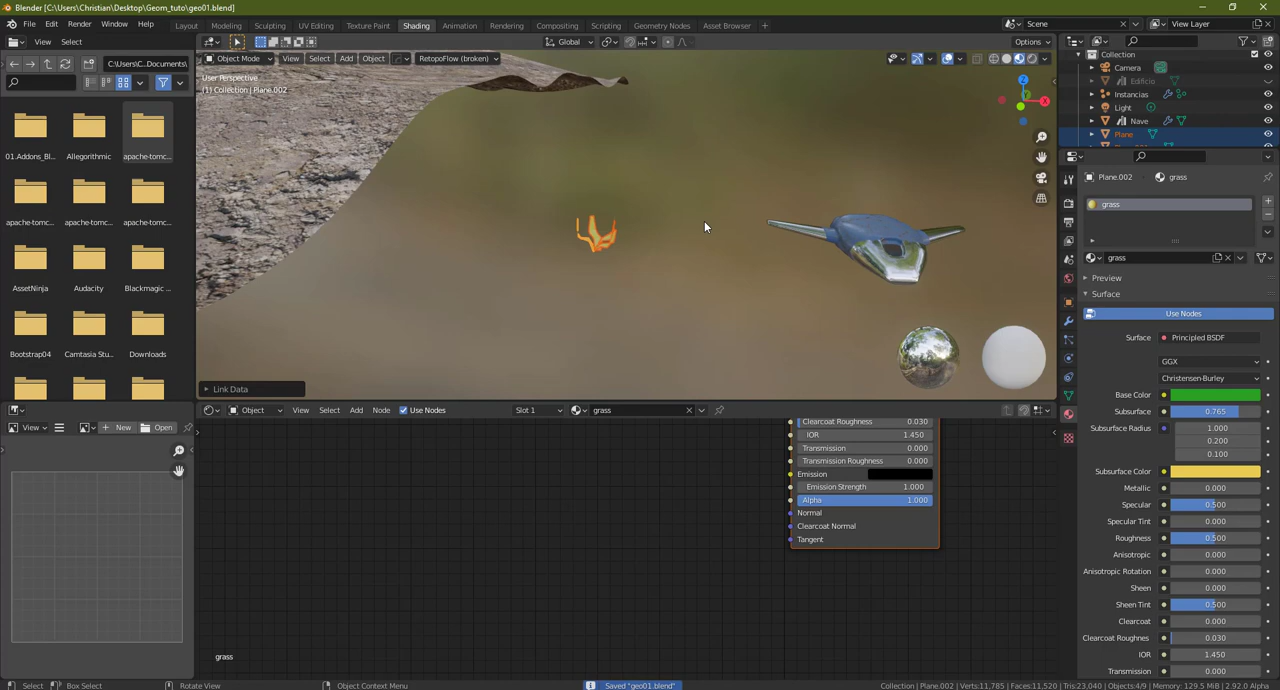 Blender [C:\Users\Christian\Desktop\Geom_tuto\geo01.blend]
File Edit Render Window Help Layout Modeling Sculpting UV Editing Texture Paint Shading Animation Rendering Compositing Scripting Geometry Nodes Asset Browser Scene View Layer
View Select Global Options
C:\Users\C...Documents\ Object Mode View Select Add Object RetopoFlow (broken)
User Perspective
(1) Collection | Plane.002
Collection
Camera
Edificio
Instancias
Light
Nave
Plane
01.Addons_Bl... Allegorithmic apache-tomc...
apache-tomc... apache-tomc... apache-tomc...
AssetNinja Audacity Blackmagic ...
Bootstrap04 Camtasia Stu... Downloads
X
Z
Link Data
View New Open
Object View Select Add Node Use Nodes Slot 1 grass
Clearcoat Roughness 0.030
IOR 1.450
Transmission 0.000
Transmission Roughness 0.000
Emission
Emission Strength 1.000
Alpha 1.000
Normal
Clearcoat Normal
Tangent
grass
Plane.002 grass
grass
grass
Preview
Surface
Use Nodes
Surface Principled BSDF
GGX
Christensen-Burley
Base Color
Subsurface 0.765
Subsurface Radius 1.000
0.200
0.100
Subsurface Color
Metallic 0.000
Specular 0.500
Specular Tint 0.000
Roughness 0.500
Anisotropic 0.000
Anisotropic Rotation 0.000
Sheen 0.000
Sheen Tint 0.500
Clearcoat 0.000
Clearcoat Roughnes 0.030
IOR 1.450
Transmission 0.000
Select Box Select Rotate View Object Context Menu Saved "geo01.blend" Collection | Plane.002 | Verts:11,785 | Faces:11,520 | Tris:23,040 | Objects:4/9 | Memory: 129.5 MiB | 2.92.0 Alpha